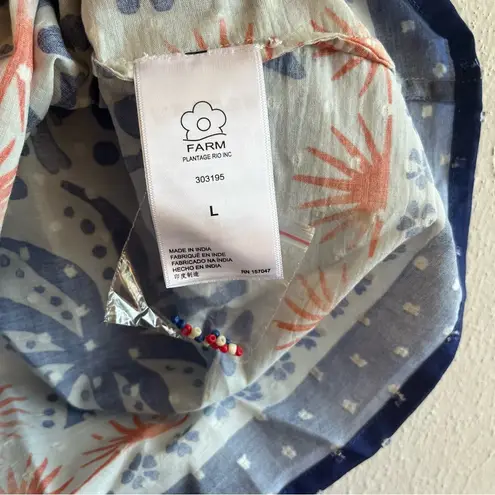 FARM
PLANTAGE RIO INC
303195
L
MADE IN INDIA
FABRIQUÉ EN INDE
FABRICADO NA ÍNDIA
HECHO EN INDIA
印度制造
RN 157047